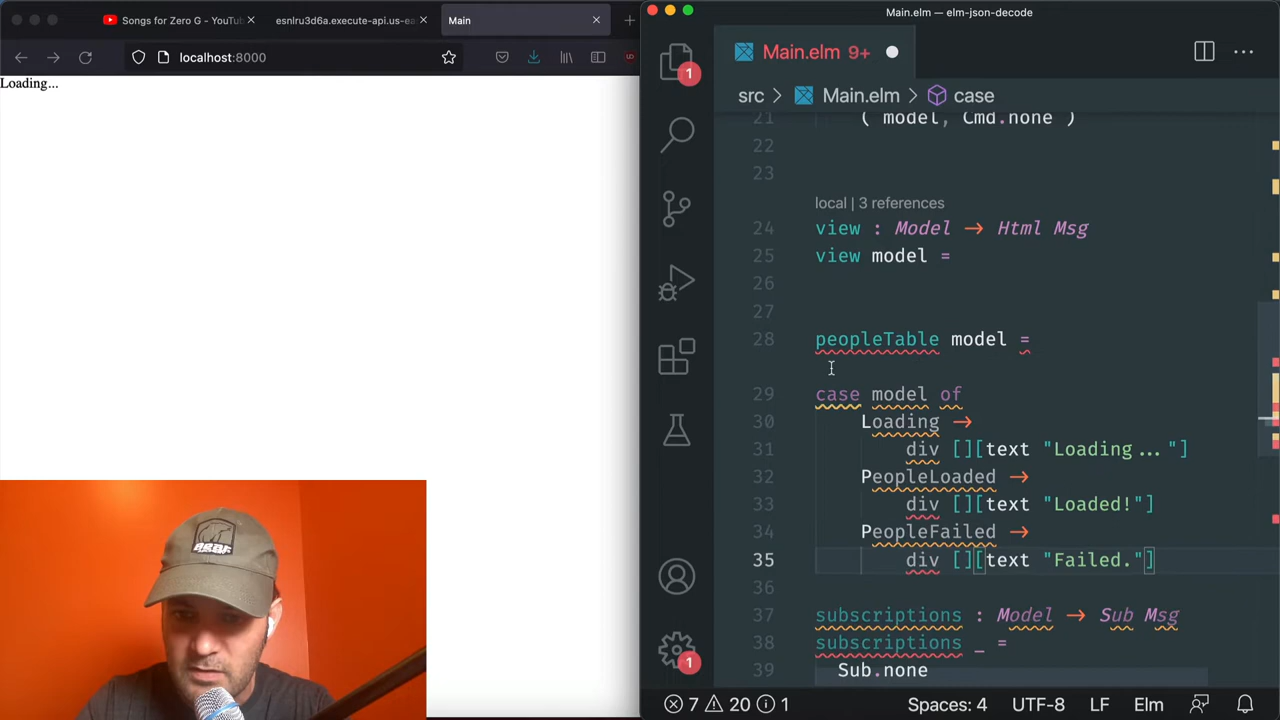 Songs for Zero G - YouTu
esnlru3d6a.execute-api.us-ea
Main
localhost:8000
Loading...
Main.elm — elm-json-decode
Main.elm 9+
src > Main.elm > case
1
21 ( model, Cmd.none )
22
23
local | 3 references
24 view : Model → Html Msg
25 view model =
26
27
28 peopleTable model =
29 case model of
30 Loading →
31 div [][text "Loading..."]
32 PeopleLoaded →
33 div [][text "Loaded!"]
34 PeopleFailed →
35 div [][text "Failed."]
36
37 subscriptions : Model → Sub Msg
38 subscriptions _ =
39 Sub.none
1
7 20 1 Spaces: 4 UTF-8 LF Elm